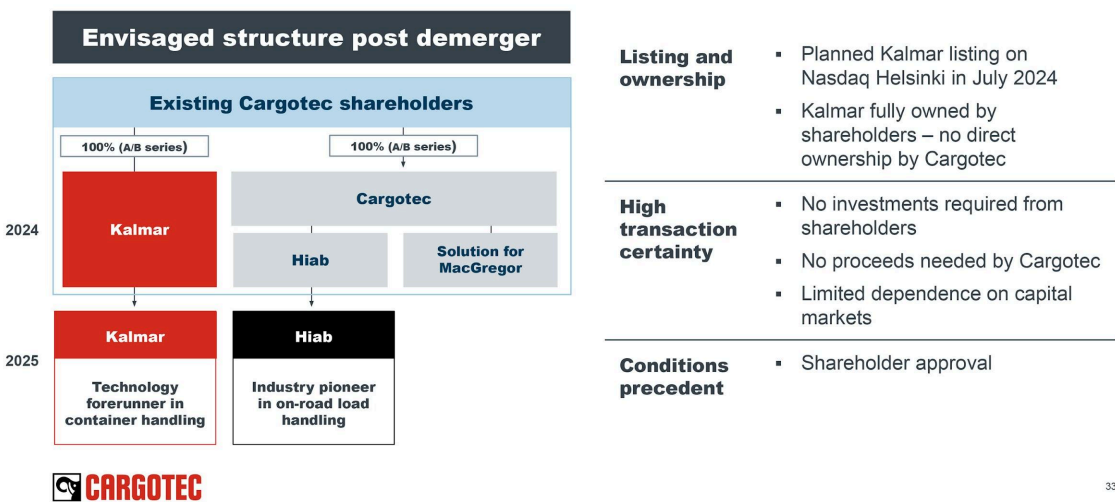 Envisaged structure post demerger
Existing Cargotec shareholders
100% (A/B series)
100% (A/B series)
2024
Kalmar
Cargotec
Hiab
Solution for
MacGregor
2025
Kalmar
Technology
forerunner in
container handling
Hiab
Industry pioneer
in on-road load
handling
Listing and
ownership
▪ Planned Kalmar listing on
Nasdaq Helsinki in July 2024
▪ Kalmar fully owned by
shareholders – no direct
ownership by Cargotec
High
transaction
certainty
▪ No investments required from
shareholders
▪ No proceeds needed by Cargotec
▪ Limited dependence on capital
markets
Conditions
precedent
▪ Shareholder approval
CARGOTEC
33